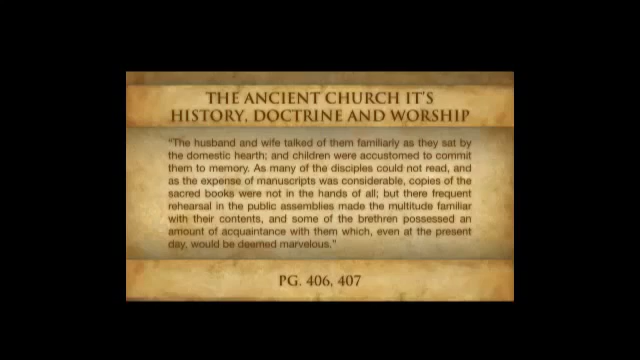 THE ANCIENT CHURCH IT'S
HISTORY, DOCTRINE AND WORSHIP
"The husband and wife talked of them familiarly as they sat by
the domestic hearth; and children were accustomed to commit
them to memory. As many of the disciples could not read, and
as the expense of manuscripts was considerable, copies of the
sacred books were not in the hands of all; but there frequent
rehearsal in the public assemblies made the multitude familiar
with their contents, and some of the brethren possessed an
amount of acquaintance with them which, even at the present
day, would be deemed marvelous."
PG. 406, 407